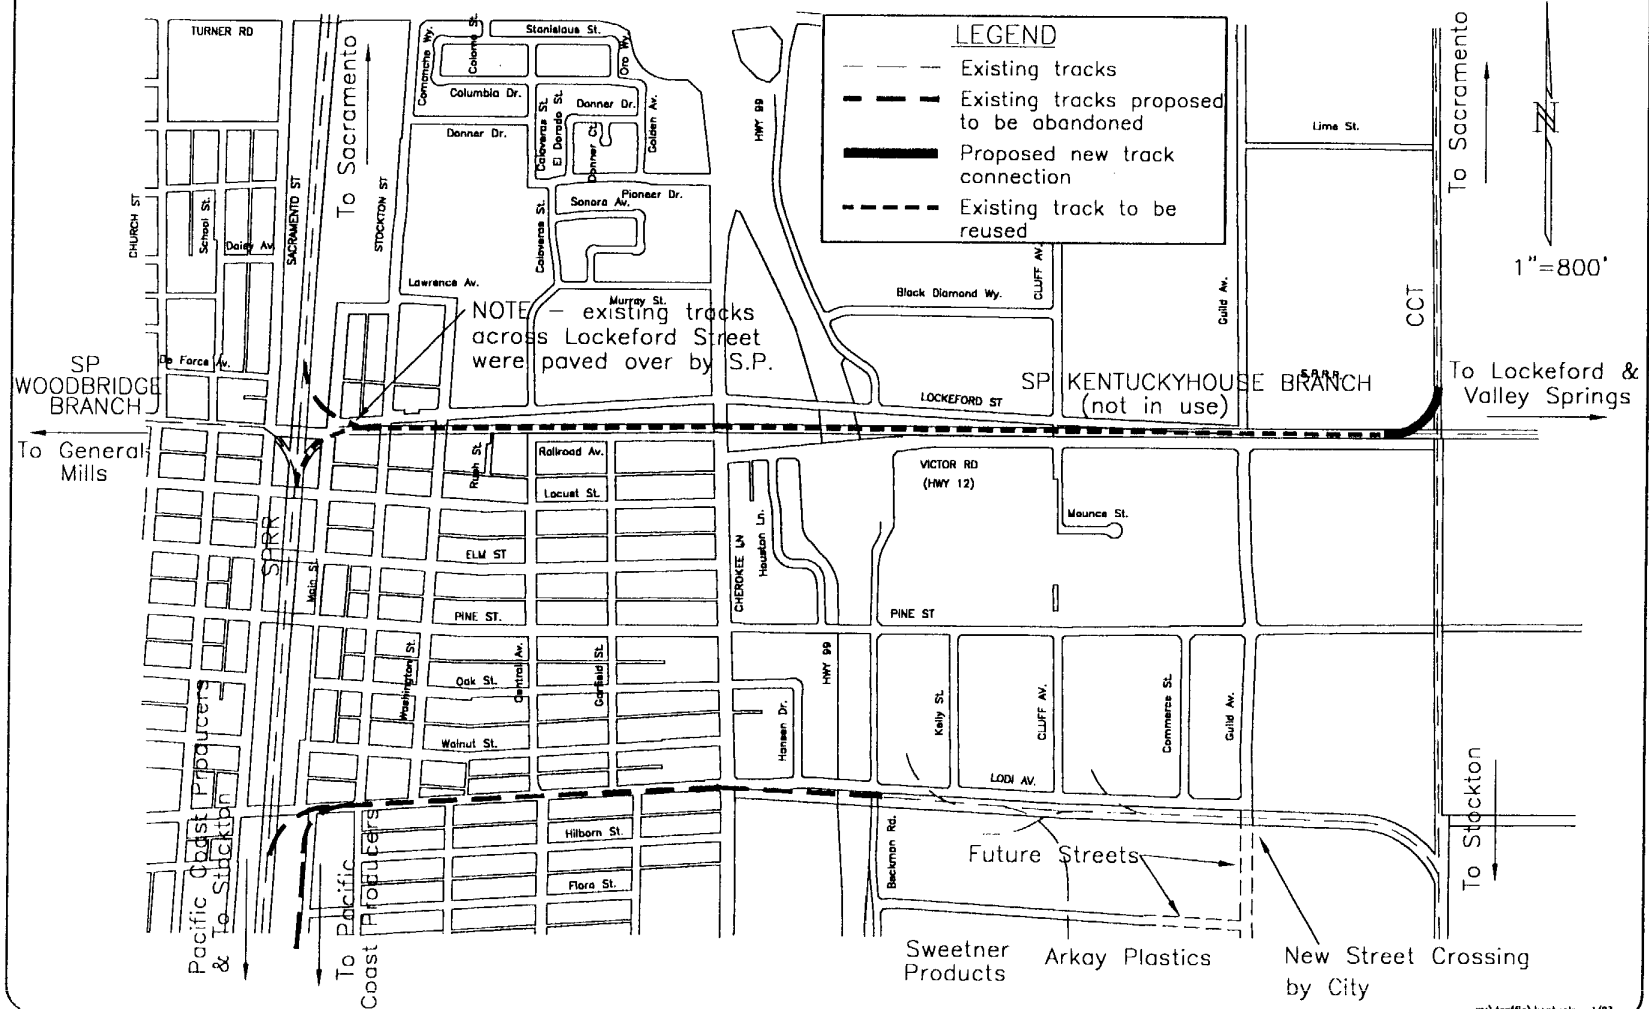 TURNER RD
Comanche Wy.
Coloma St.
Stanislaus St.
Oro Wy.
Columbia Dr.
Donner Dr.
Donner Dr.
Calaveras St.
El Dorado St.
Donner Ct.
Golden Av.
Pioneer Dr.
Sonora Av.
Calaveras St.
To Sacramento
HWY 99
LEGEND
Existing tracks
Existing tracks proposed
to be abandoned
Proposed new track
connection
Existing track to be
reused
Lime St.
To Sacramento
N
1"=800'
CHURCH ST
School St.
Daisy Av.
SACRAMENTO ST
STOCKTON ST
Lawrence Av.
Murray St.
Black Diamond Wy.
CLUFF AV.
Guild Av.
CCT
NOTE – existing tracks
across Lockeford Street
were paved over by S.P.
SP
WOODBRIDGE
BRANCH
De Force Av.
To General
Mills
SP KENTUCKYHOUSE BRANCH
(not in use)
S.P.R.R.
LOCKEFORD ST
To Lockeford &
Valley Springs
Rush St.
Railroad Av.
Locust St.
VICTOR RD
(HWY 12)
Mounce St.
SPRR
Main St.
ELM ST
CHEROKEE LN
Houston Ln.
PINE ST.
PINE ST
Washington St.
Oak St.
Central Av.
Garfield St.
HWY 99
Walnut St.
Hansen Dr.
Kelly St.
CLUFF AV.
Commerce St.
Guild Av.
LODI AV.
Hilborn St.
Flora St.
Beckman Rd.
Future Streets
To Stockton
Pacific Coast Producers
& To Stockton
To Pacific
Coast Producers
Sweetner
Products
Arkay Plastics
New Street Crossing
by City